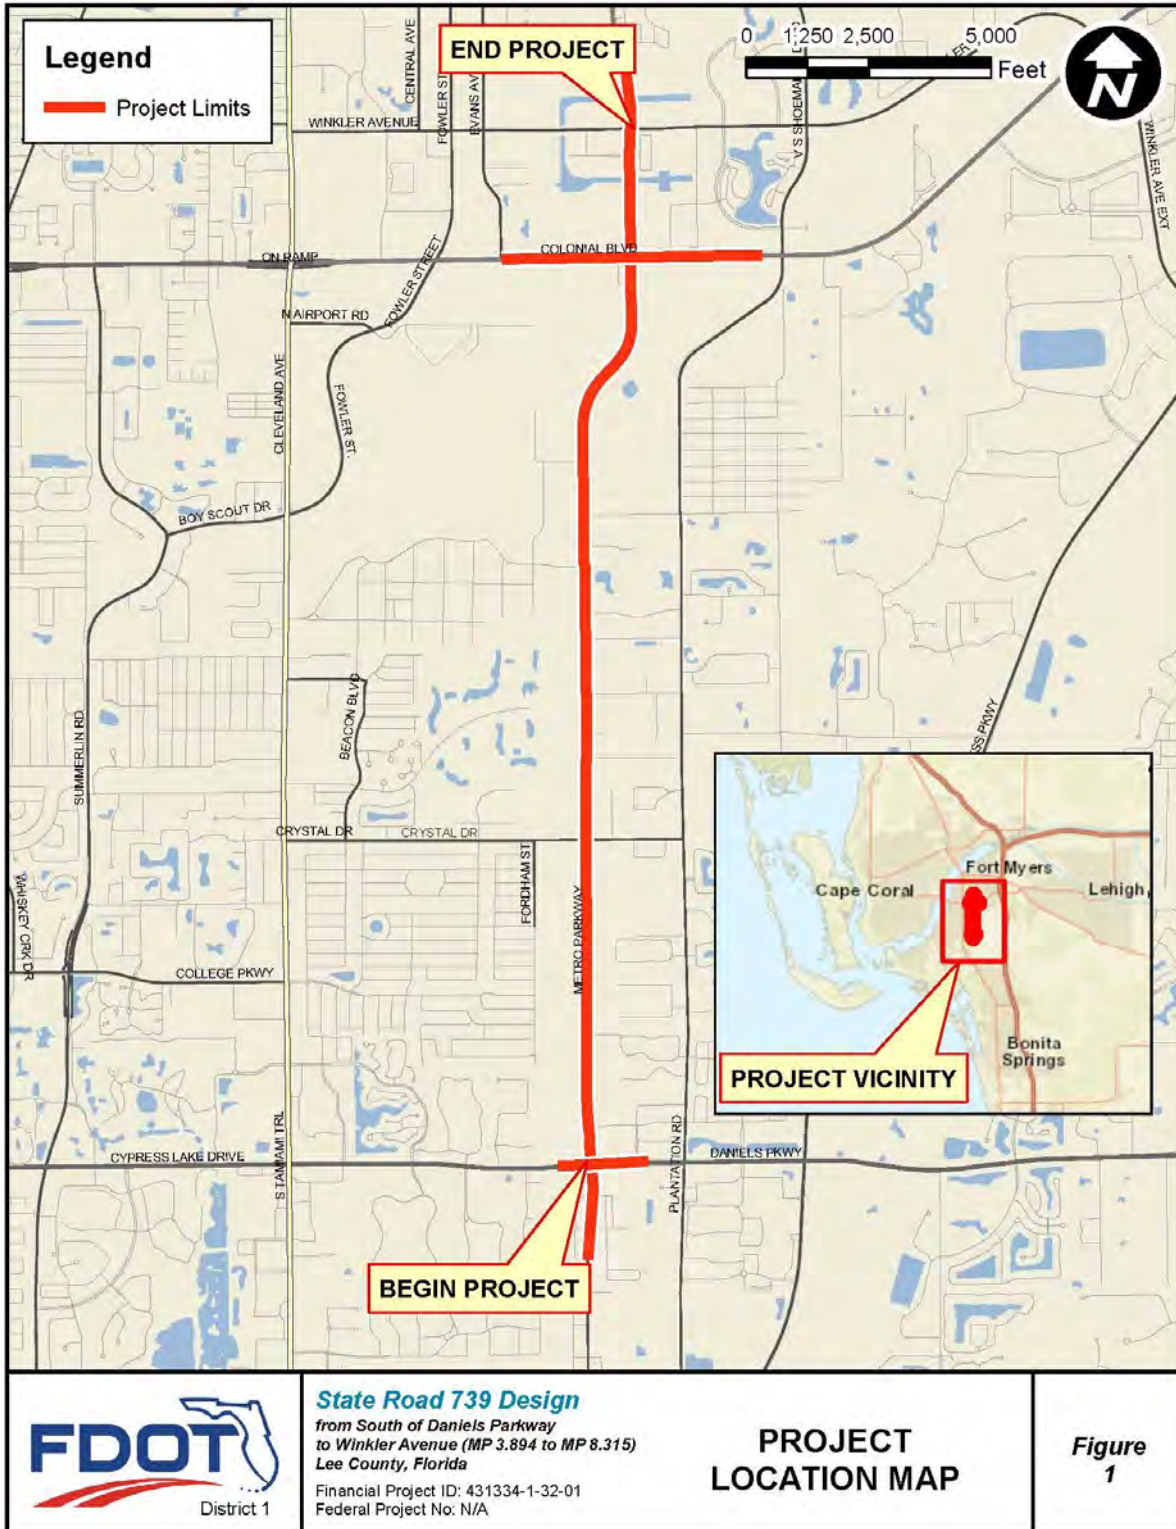 Legend
Project Limits
END PROJECT
0 1,250 2,500 5,000
Feet
N
CENTRAL AVE
FOWLER ST
EVANS AV
WINKLER AVENUE
V S SHOEMA
WINKLER AVE EXT
COLONIAL BLVD
ON RAMP
FOWLER STREET
N AIRPORT RD
CLEVELAND AVE
FOWLER ST.
BOY SCOUT DR
SUMMERLIN RD
BEACON BLVD
SS PKWY
CRYSTAL DR
CRYSTAL DR
FORDHAM ST
WHISKEY CRK DR
METRO PARKWAY
COLLEGE PKWY
Fort Myers
Cape Coral
Lehigh
Bonita
Springs
PROJECT VICINITY
PLANTATION RD
S TAMIAMI TRL
CYPRESS LAKE DRIVE
DANIELS PKWY
BEGIN PROJECT
FDOT
District 1
State Road 739 Design
from South of Daniels Parkway
to Winkler Avenue (MP 3.894 to MP 8.315)
Lee County, Florida
Financial Project ID: 431334-1-32-01
Federal Project No: N/A
PROJECT
LOCATION MAP
Figure
1